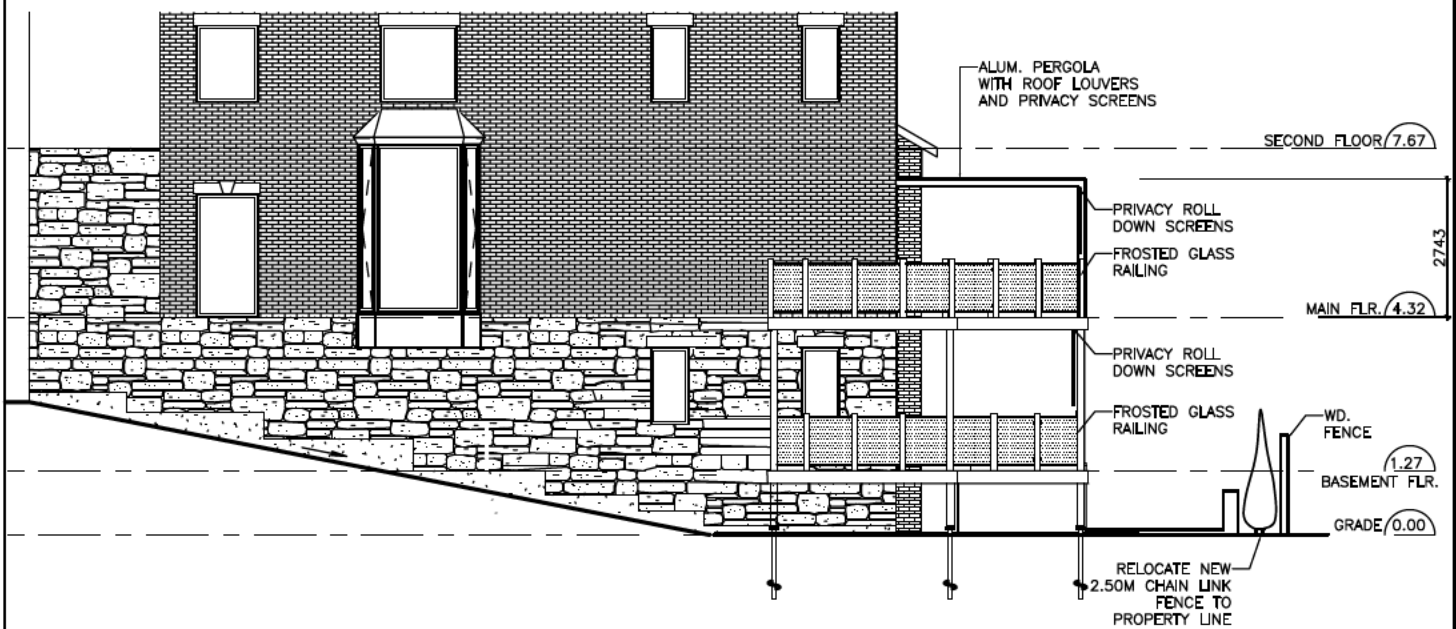 ALUM. PERGOLA
WITH ROOF LOUVERS
AND PRIVACY SCREENS
SECOND FLOOR 7.67
PRIVACY ROLL
DOWN SCREENS
FROSTED GLASS
RAILING
2743
MAIN FLR. 4.32
PRIVACY ROLL
DOWN SCREENS
FROSTED GLASS
RAILING
WD.
FENCE
1.27
BASEMENT FLR.
GRADE 0.00
RELOCATE NEW
2.50M CHAIN LINK
FENCE TO
PROPERTY LINE